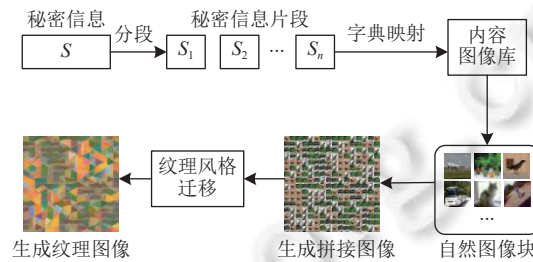 秘密信息
S
分段
秘密信息片段
S₁ S₂ ... Sₙ
字典映射
内容
图像库
...
自然图像块
生成拼接图像
纹理风格
迁移
生成纹理图像